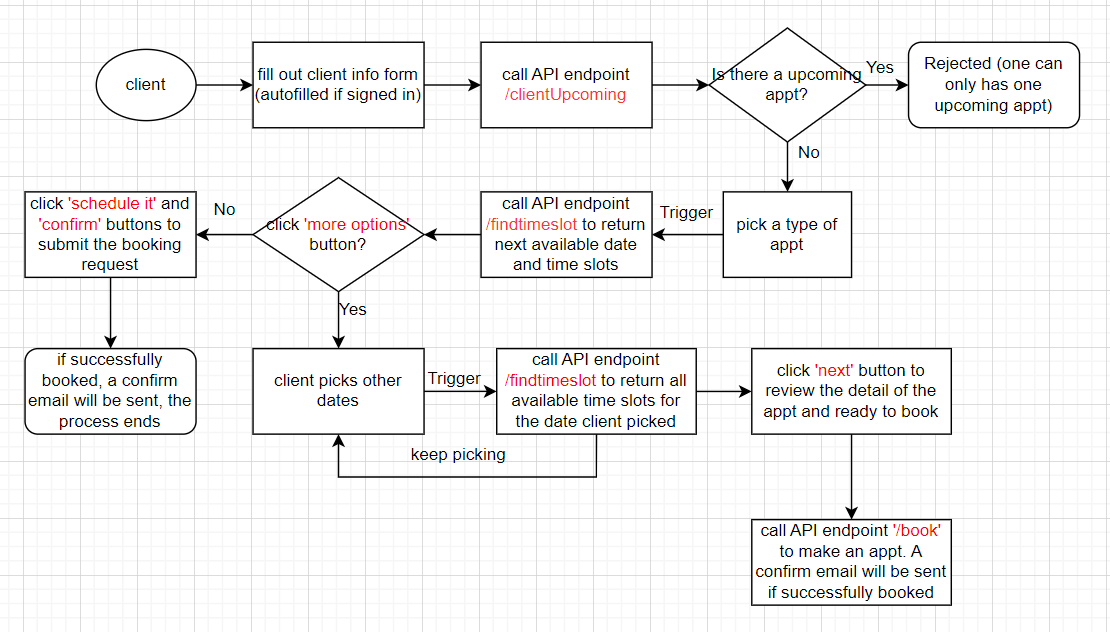 client
fill out client info form
(autofilled if signed in)
call API endpoint
/clientUpcoming
Is there a upcoming
appt?
Yes
Rejected (one can
only has one
upcoming appt)
No
pick a type of
appt
Trigger
call API endpoint
/findtimeslot to return
next available date
and time slots
click 'more options'
button?
No
click 'schedule it' and
'confirm' buttons to
submit the booking
request
if successfully
booked, a confirm
email will be sent, the
process ends
Yes
client picks other
dates
Trigger
call API endpoint
/findtimeslot to return all
available time slots for
the date client picked
keep picking
click 'next' button to
review the detail of the
appt and ready to book
call API endpoint '/book'
to make an appt. A
confirm email will be sent
if successfully booked